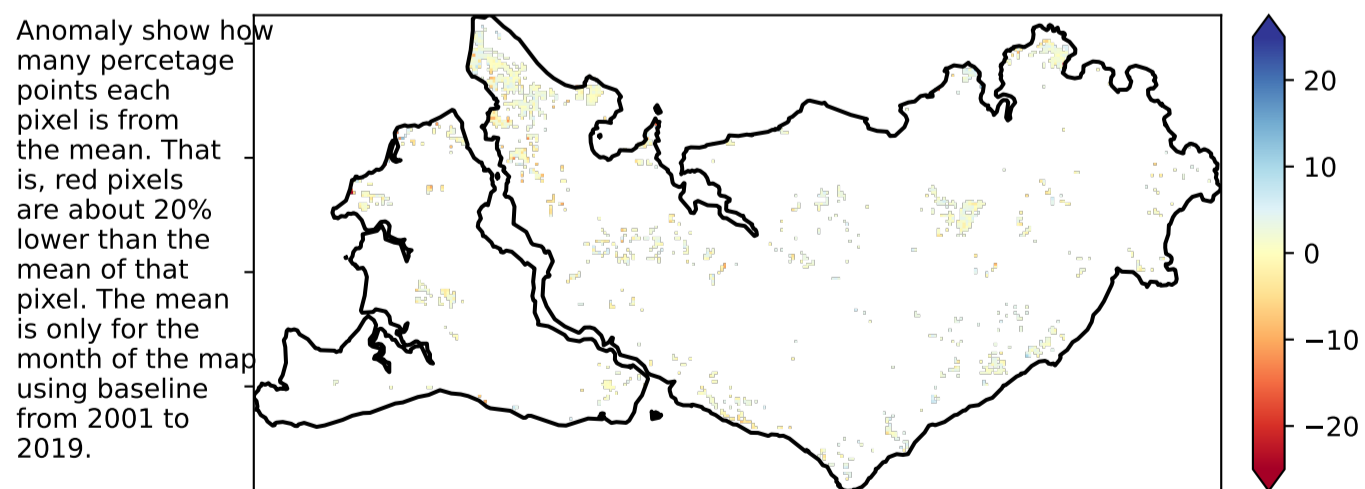 Anomaly show how
many percetage
points each
pixel is from
the mean. That
is, red pixels
are about 20%
lower than the
mean of that
pixel. The mean
is only for the
month of the map
using baseline
from 2001 to
2019.
20
10
0
−10
−20